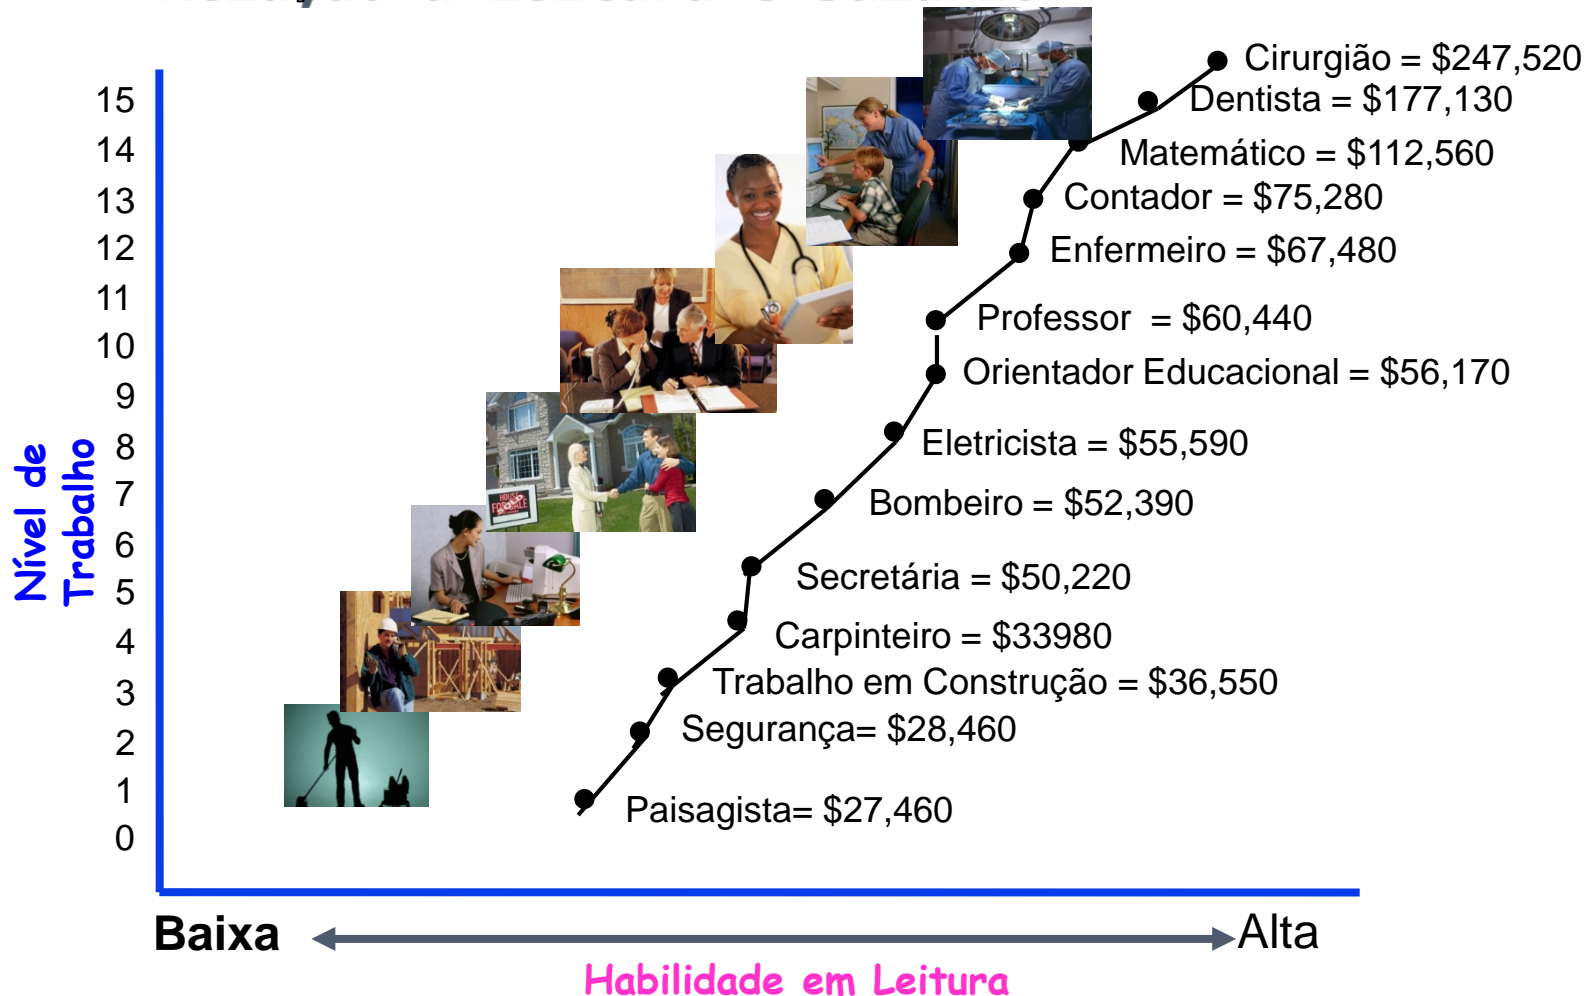 15
14
13
12
11
10
9
8
7
6
5
4
3
2
1
0
Nível de
Trabalho
Cirurgião = $247,520
Dentista = $177,130
Matemático = $112,560
Contador = $75,280
Enfermeiro = $67,480
Professor = $60,440
Orientador Educacional = $56,170
Eletricista = $55,590
Bombeiro = $52,390
Secretária = $50,220
Carpinteiro = $33980
Trabalho em Construção = $36,550
Segurança= $28,460
Paisagista= $27,460
Baixa
Alta
Habilidade em Leitura